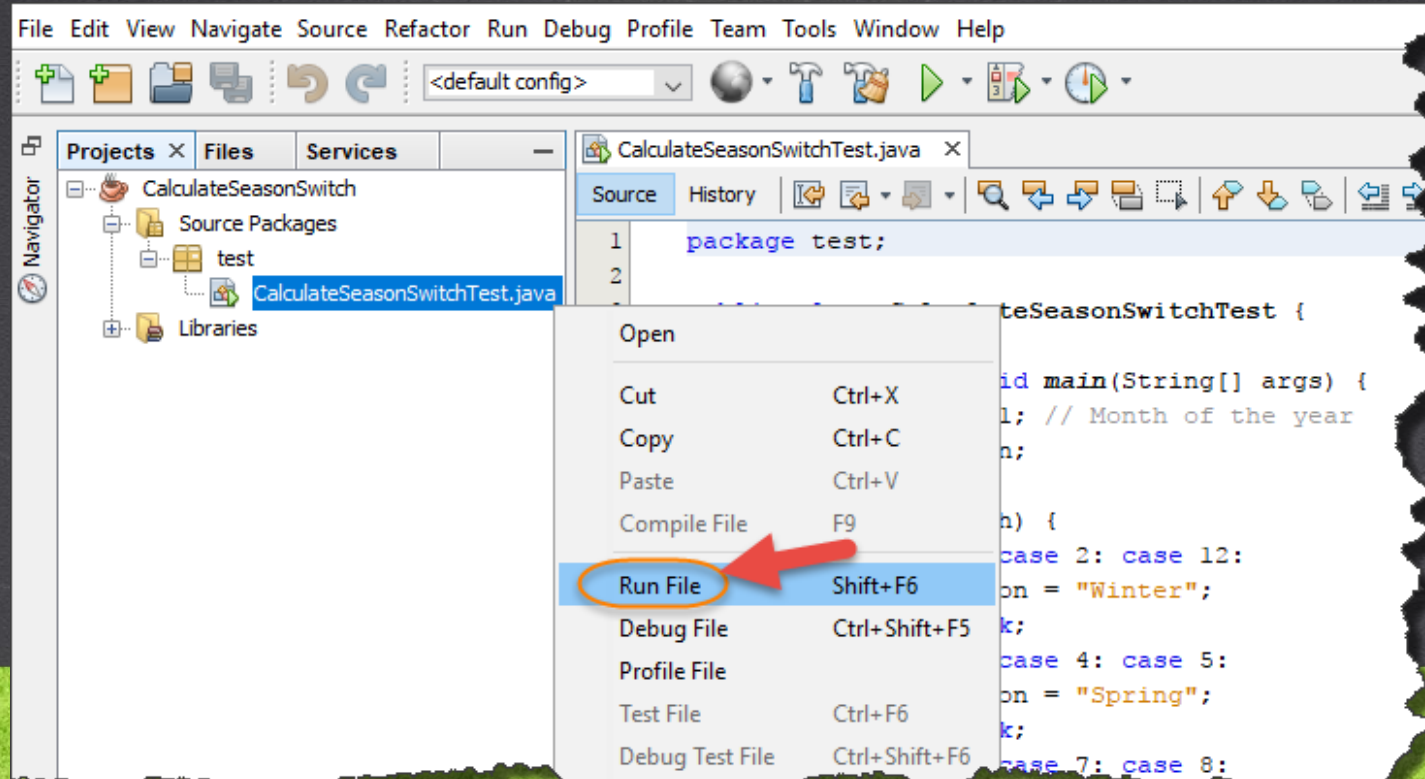 File Edit View Navigate Source Refactor Run Debug Profile Team Tools Window Help
<default config>
Projects Files Services
CalculateSeasonSwitch
Source Packages
test
CalculateSeasonSwitchTest.java
Libraries
Navigator
CalculateSeasonSwitchTest.java
Source History
1 package test;
2
teSeasonSwitchTest {
id main(String[] args) {
1; // Month of the year
n;
h) {
case 2: case 12:
on = "Winter";
k;
case 4: case 5:
on = "Spring";
k;
case 7: case 8:
Open
Cut Ctrl+X
Copy Ctrl+C
Paste Ctrl+V
Compile File F9
Run File Shift+F6
Debug File Ctrl+Shift+F5
Profile File
Test File Ctrl+F6
Debug Test File Ctrl+Shift+F6